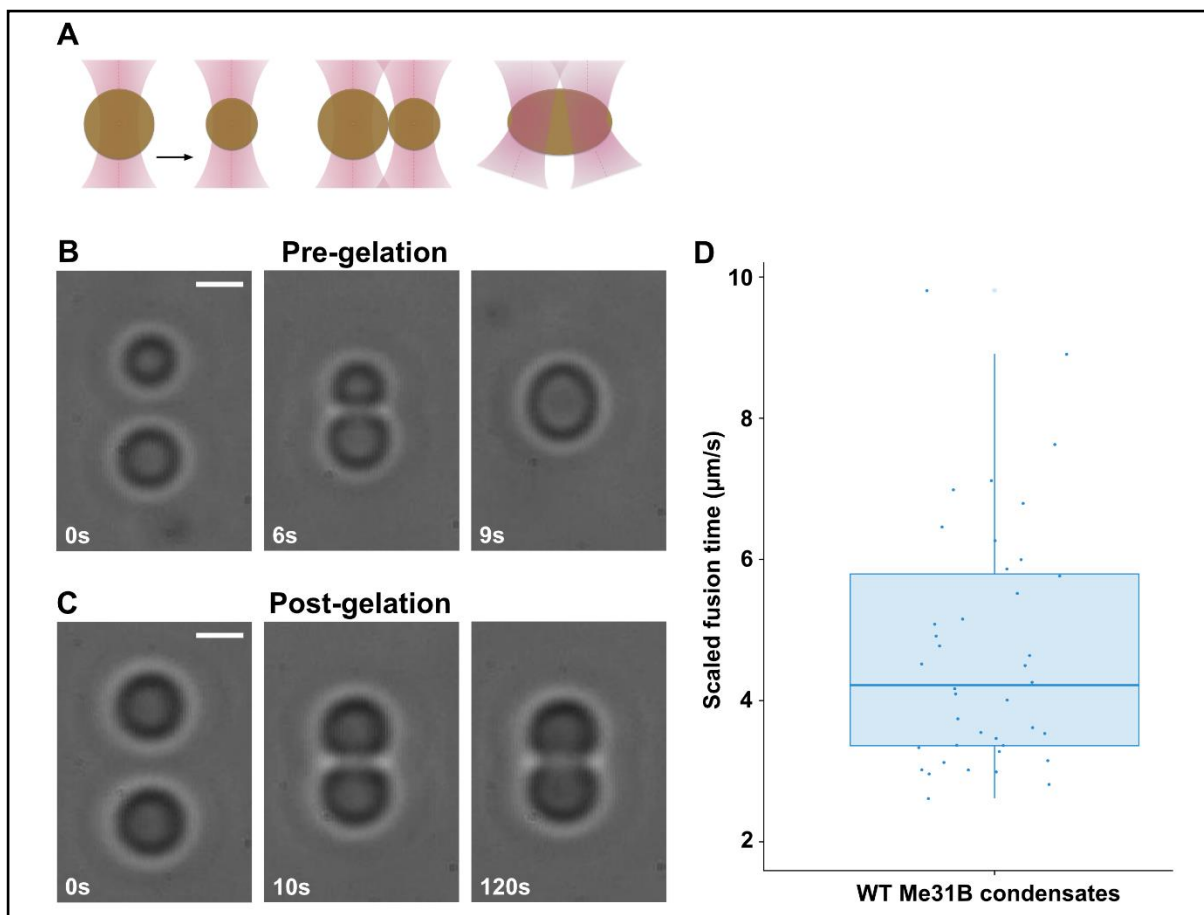 A
B
Pre-gelation
0s
6s
9s
C
Post-gelation
0s
10s
120s
D
10
8
6
4
2
Scaled fusion time (µm/s)
WT Me31B condensates